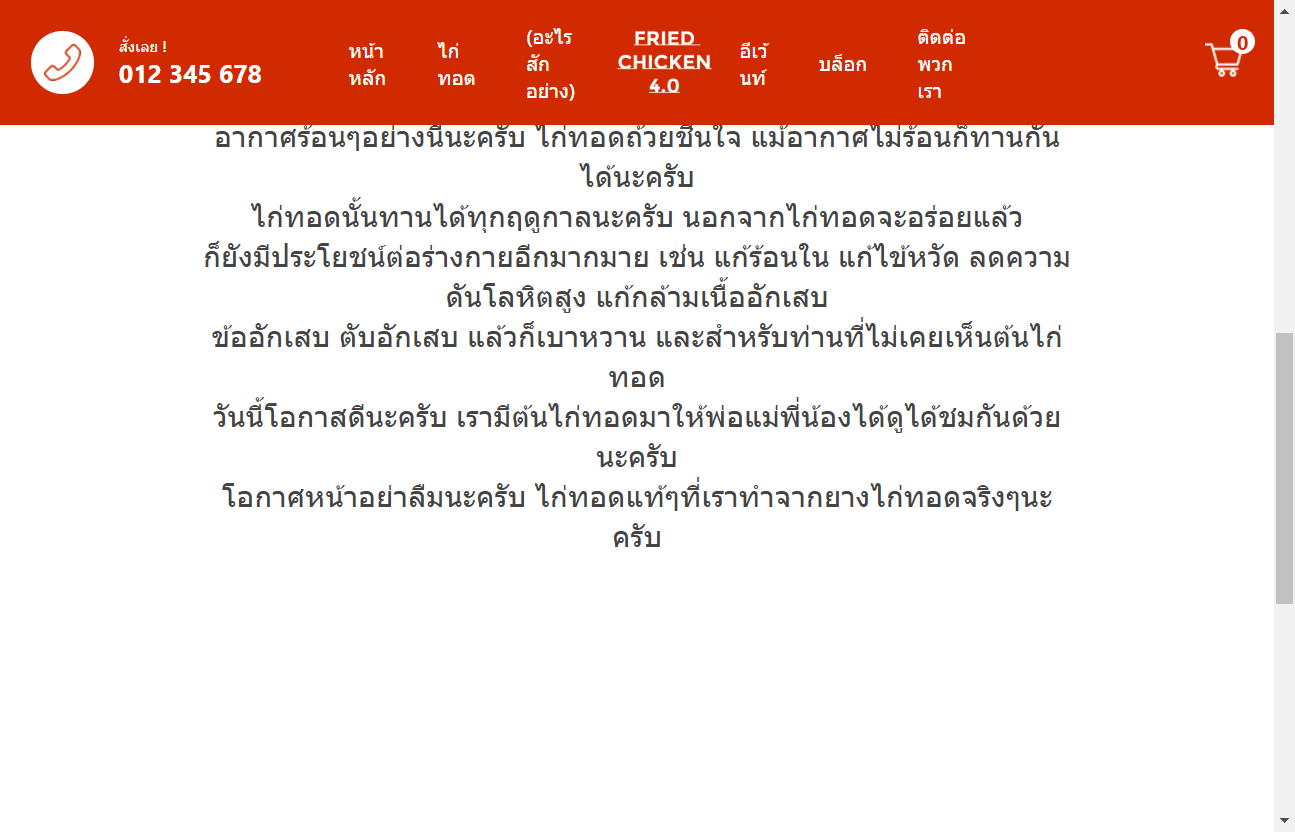 สั่งเลย !
012 345 678
หน้า
หลัก
ไก่
ทอด
(อะไร
สัก
อย่าง)
FRIED
CHICKEN
4.0
อีเว้
นท์
บล็อก
ติดต่อ
พวก
เรา
0
อากาศร้อนๆอย่างนี้นะครับ ไก่ทอดถ้วยชื่นใจ แม้อากาศไม่ร้อนก็ทานกัน
ได้นะครับ
ไก่ทอดนั้นทานได้ทุกฤดูกาลนะครับ นอกจากไก่ทอดจะอร่อยแล้ว
ก็ยังมีประโยชน์ต่อร่างกายอีกมากมาย เช่น แก้ร้อนใน แก้ไข้หวัด ลดความ
ดันโลหิตสูง แก้กล้ามเนื้ออักเสบ
ข้ออักเสบ ตับอักเสบ แล้วก็เบาหวาน และสำหรับท่านที่ไม่เคยเห็นต้นไก่
ทอด
วันนี้โอกาสดีนะครับ เรามีต้นไก่ทอดมาให้พ่อแม่พี่น้องได้ดูได้ชมกันด้วย
นะครับ
โอกาศหน้าอย่าลืมนะครับ ไก่ทอดแท้ๆที่เราทำจากยางไก่ทอดจริงๆนะ
ครับ